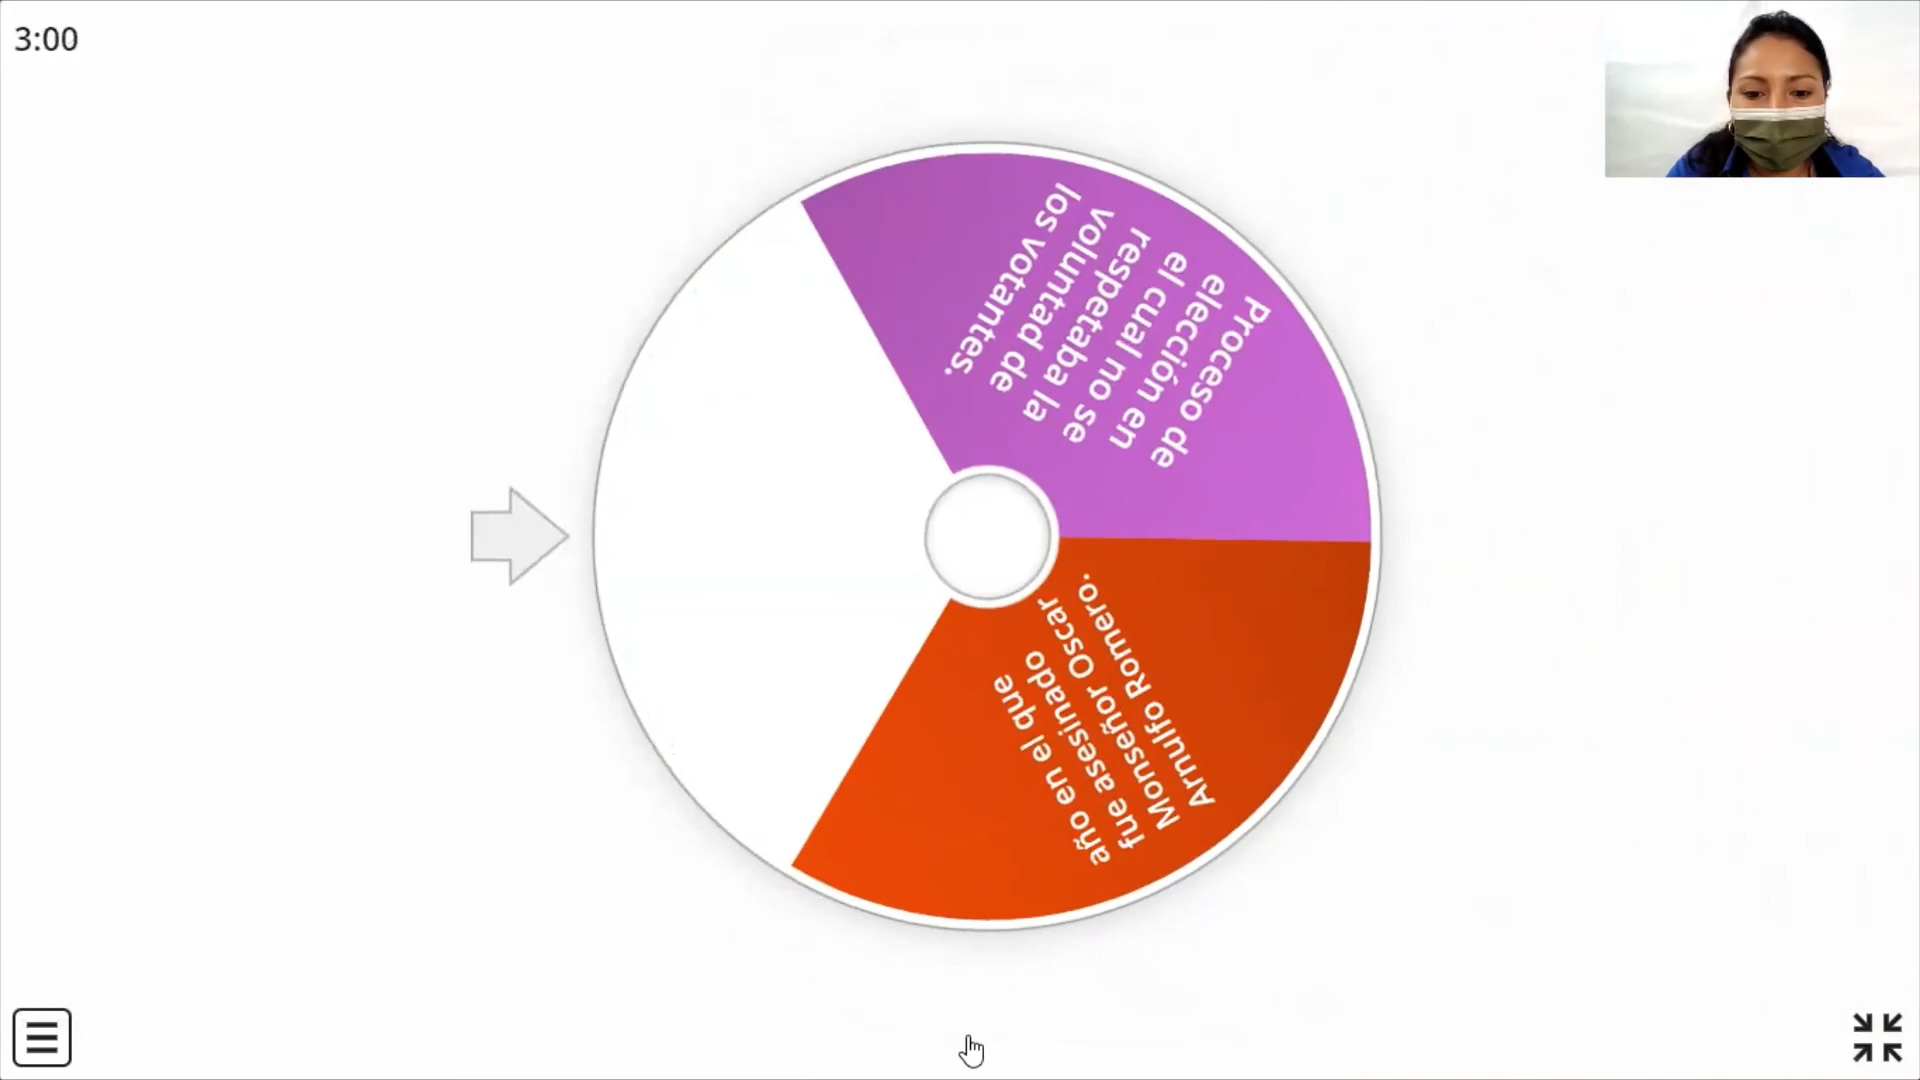 3:00
Proceso de
elección en
el cual no se
respetaba la
voluntad de
los votantes.
año en el que
fue asesinado
Monseñor Oscar
Arnulfo Romero.